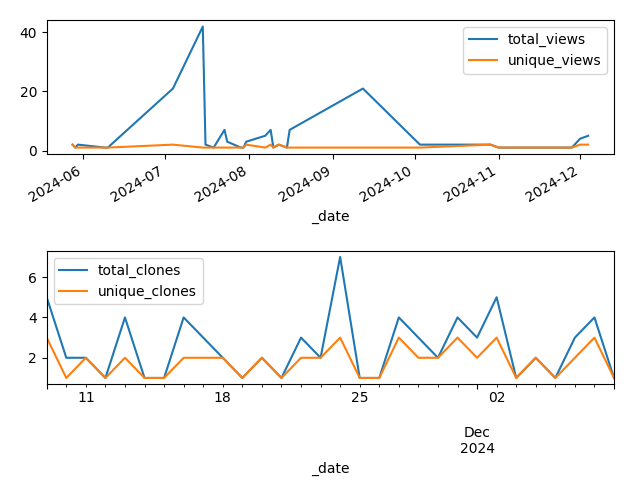 40
20
0
total_views
unique_views
2024-06
2024-07
2024-08
2024-09
2024-10
2024-11
2024-12
_date
6
4
2
total_clones
unique_clones
11
18
25
02
Dec
2024
_date